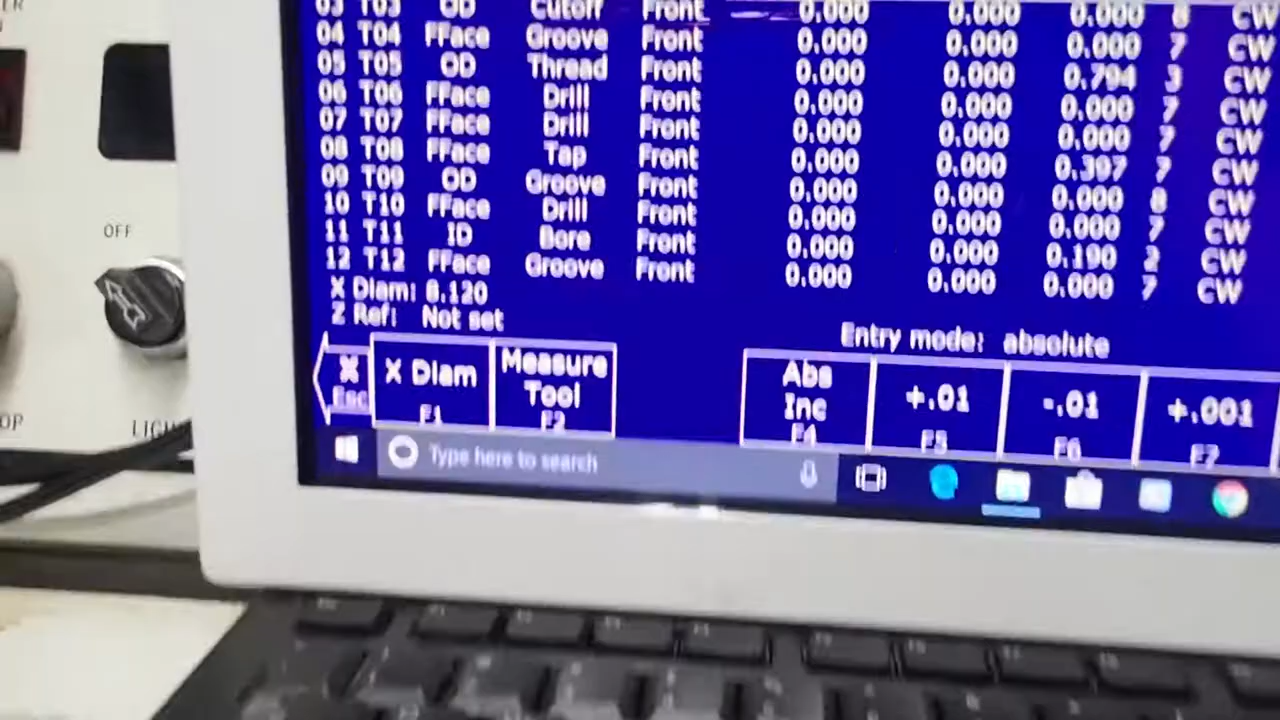 ER
03 T03 OD Cutoff Front 0.000 0.000 0.000 8 CW
04 T04 FFace Groove Front 0.000 0.000 0.000 7 CW
05 T05 OD Thread Front 0.000 0.000 0.794 3 CW
06 T06 FFace Drill Front 0.000 0.000 0.000 7 CW
07 T07 FFace Drill Front 0.000 0.000 0.000 7 CW
08 T08 FFace Tap Front 0.000 0.000 0.397 7 CW
09 T09 OD Groove Front 0.000 0.000 0.000 8 CW
10 T10 FFace Drill Front 0.000 0.000 0.000 7 CW
11 T11 ID Bore Front 0.000 0.000 0.190 2 CW
12 T12 FFace Groove Front 0.000 0.000 0.000 7 CW
X Diam: 8.120
Z Ref: Not set
Entry mode: absolute
X
Esc
X Diam
F1
Measure
Tool
F2
Abs
Inc
F4
+.01
F5
-.01
F6
+.001
F7
Type here to search
OFF
OP
LIGH